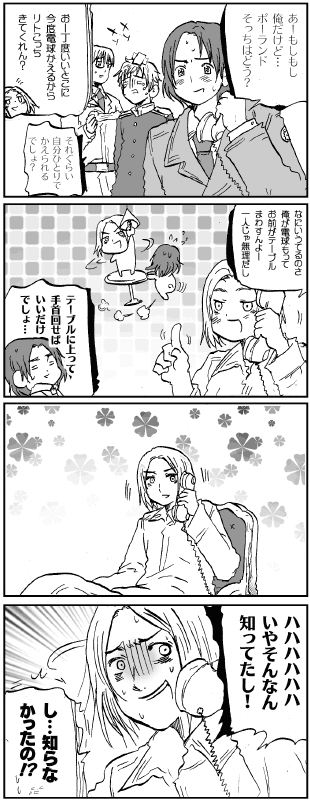 あーもしもし
俺だけど…
ポーランド
そっちはどう？
おー丁度いいとこに
今度電球かえるから
リトこっち
きてくれん？
それくらい
自分ひとりで
かえられる
でしょ？
なにいってるのさ
俺が電球もって
お前がテーブル
まわすんよー
一人じゃ無理だし
テーブルに上って、
手首回せば
いいだけ
でしょ…
ハハハハハハ
いやそんなん
知ってたし！
し…知らな
かったの!?